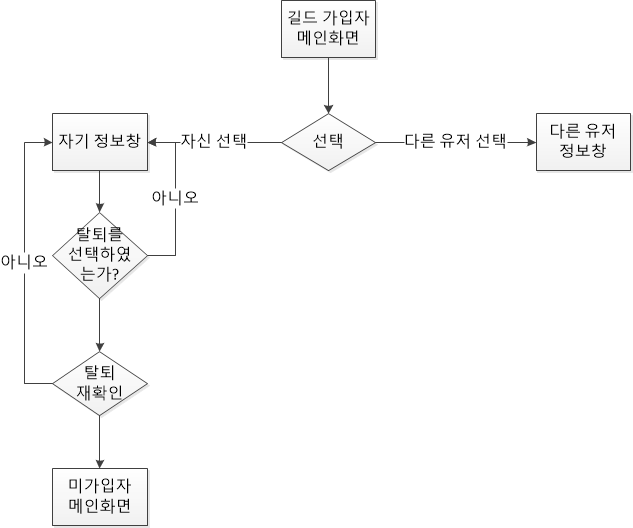 길드 가입자
메인화면
자기 정보창
자신 선택
선택
다른 유저 선택
다른 유저
정보창
아니오
탈퇴를
선택하였
는가?
아니오
탈퇴
재확인
미가입자
메인화면